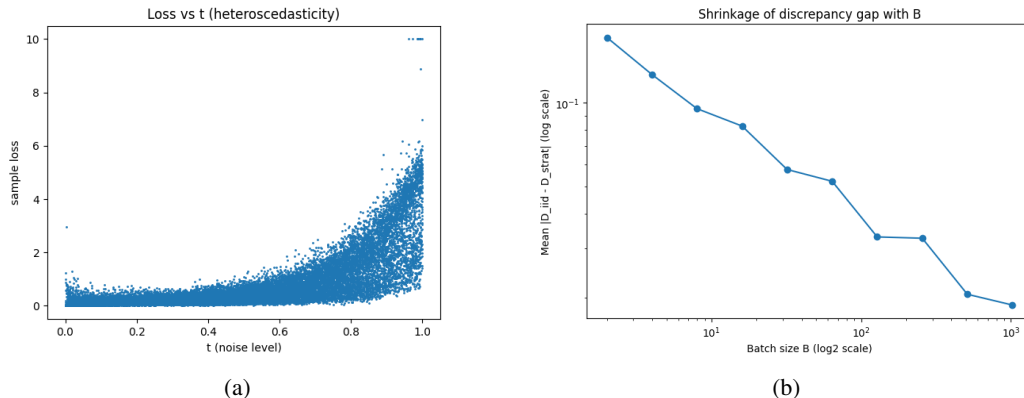 Loss vs t (heteroscedasticity)
10
8
6
4
2
0
sample loss
0.0 0.2 0.4 0.6 0.8 1.0
t (noise level)
(a)
Shrinkage of discrepancy gap with B
10⁻¹
Mean |D_iid - D_strat| (log scale)
10¹ 10² 10³
Batch size B (log2 scale)
(b)